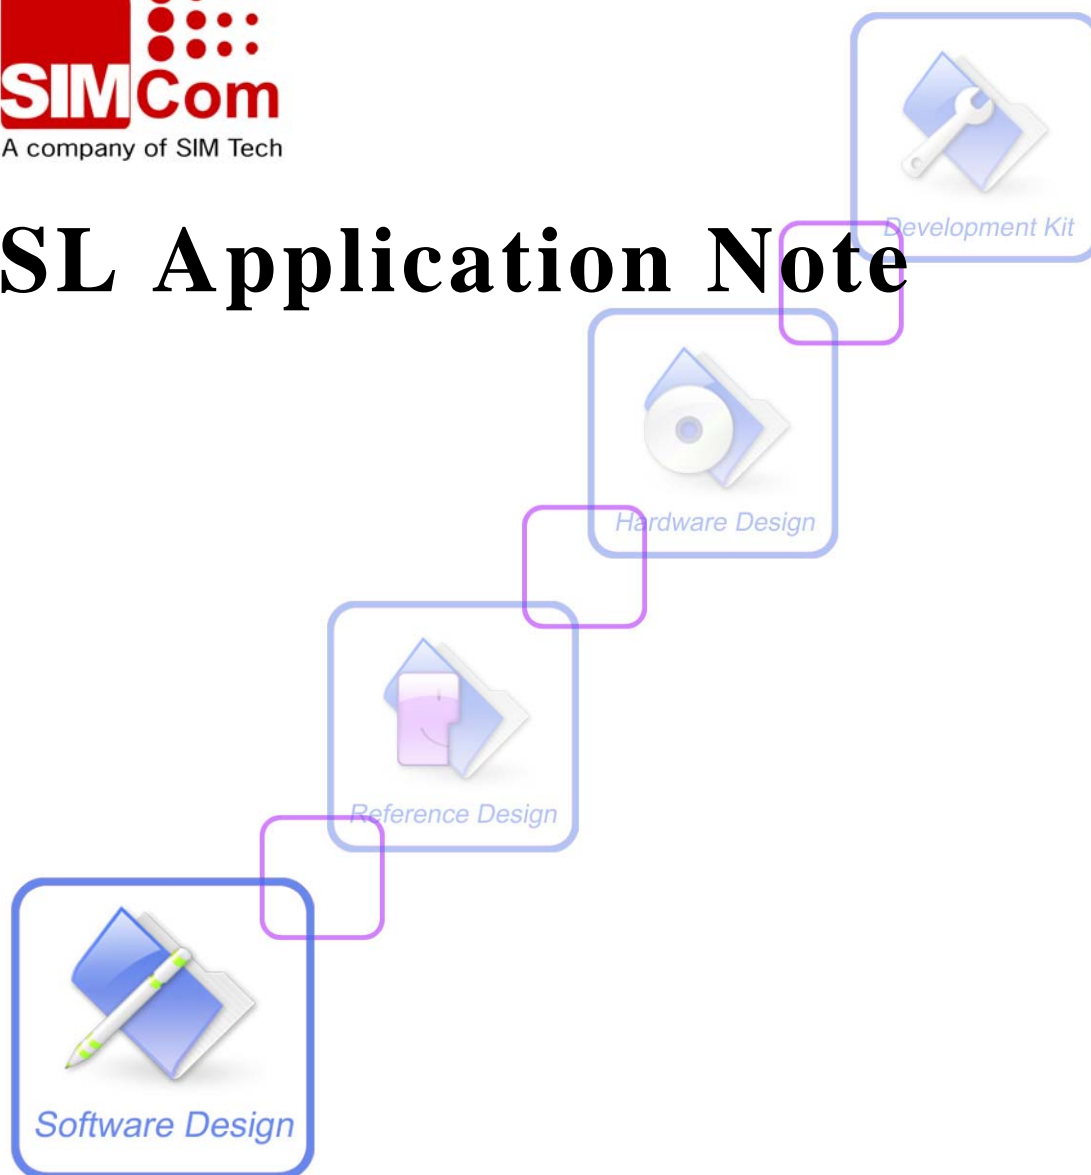 SIMCom
A company of SIM Tech
SL Application Note
Development Kit
Hardware Design
Reference Design
Software Design